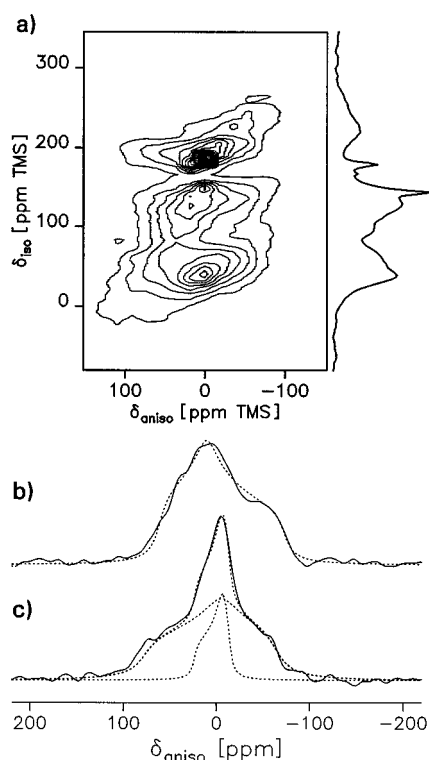 a)
300
200
100
0
δiso [ppm TMS]
100 0 -100
δaniso [ppm TMS]
b)
c)
200 100 0 -100 -200
δaniso [ppm]